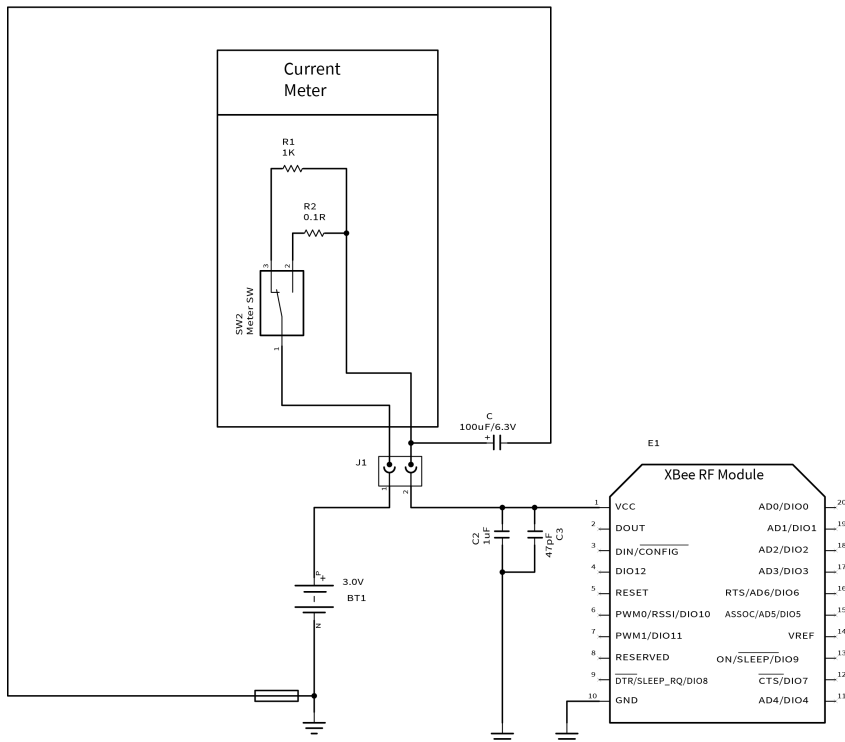 Current
Meter
R1
1K
R2
0.1R
3
2
SW2
Meter SW
1
C
100uF/6.3V
+
J1
1
2
E1
XBee RF Module
1
VCC
AD0/DIO0
20
2
DOUT
AD1/DIO1
19
3
DIN/CONFIG
AD2/DIO2
18
4
DIO12
AD3/DIO3
17
5
RESET
RTS/AD6/DIO6
16
6
PWM0/RSSI/DIO10
ASSOC/AD5/DIO5
15
7
PWM1/DIO11
VREF
14
8
RESERVED
ON/SLEEP/DIO9
13
9
DTR/SLEEP_RQ/DIO8
CTS/DIO7
12
10
GND
AD4/DIO4
11
C2
1uF
47pF
C3
P
+
3.0V
BT1
N